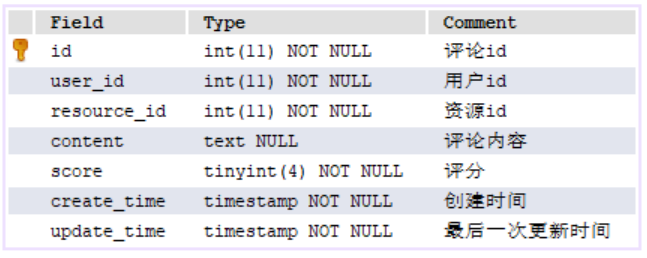 Field Type Comment
id int(11) NOT NULL 评论id
user_id int(11) NOT NULL 用户id
resource_id int(11) NOT NULL 资源id
content text NULL 评论内容
score tinyint(4) NOT NULL 评分
create_time timestamp NOT NULL 创建时间
update_time timestamp NOT NULL 最后一次更新时间